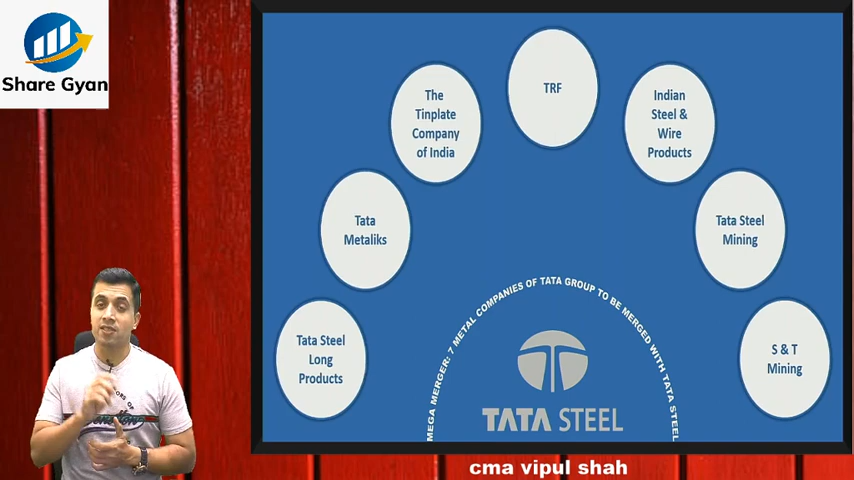 Share Gyan
TRF
The
Tinplate
Company
of India
Indian
Steel &
Wire
Products
Tata
Metaliks
Tata Steel
Mining
Tata Steel
Long
Products
S & T
Mining
MEGA MERGER: 7 METAL COMPANIES OF TATA GROUP TO BE MERGED WITH TATA STEEL
TATA STEEL
cma vipul shah